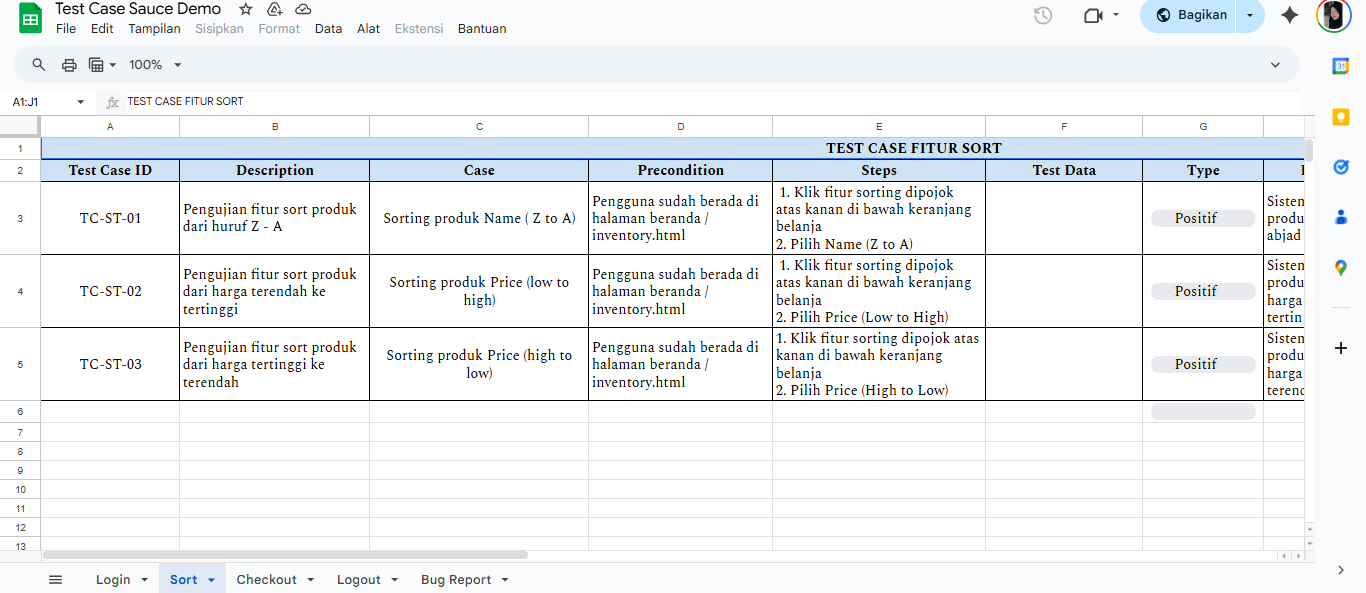 Test Case Sauce Demo
File Edit Tampilan Sisipkan Format Data Alat Ekstensi Bantuan
Bagikan
100%
A1:J1
fx TEST CASE FITUR SORT
A B C D E F G
1 TEST CASE FITUR SORT
2 Test Case ID Description Case Precondition Steps Test Data Type
3
TC-ST-01
Pengujian fitur sort produk
dari huruf Z - A
Sorting produk Name ( Z to A)
Pengguna sudah berada di
halaman beranda /
inventory.html
1. Klik fitur sorting dipojok
atas kanan di bawah keranjang
belanja
2. Pilih Name (Z to A)
Positif
Sistem
produ
abjad
4
TC-ST-02
Pengujian fitur sort produk
dari harga terendah ke
tertinggi
Sorting produk Price (low to
high)
Pengguna sudah berada di
halaman beranda /
inventory.html
1. Klik fitur sorting dipojok
atas kanan di bawah keranjang
belanja
2. Pilih Price (Low to High)
Positif
Sistem
produ
harga
tertin
5
TC-ST-03
Pengujian fitur sort produk
dari harga tertinggi ke
terendah
Sorting produk Price (high to
low)
Pengguna sudah berada di
halaman beranda /
inventory.html
1. Klik fitur sorting dipojok atas
kanan di bawah keranjang
belanja
2. Pilih Price (High to Low)
Positif
Sistem
produ
harga
terend
6
7
8
9
10
11
12
13
Login Sort Checkout Logout Bug Report
31